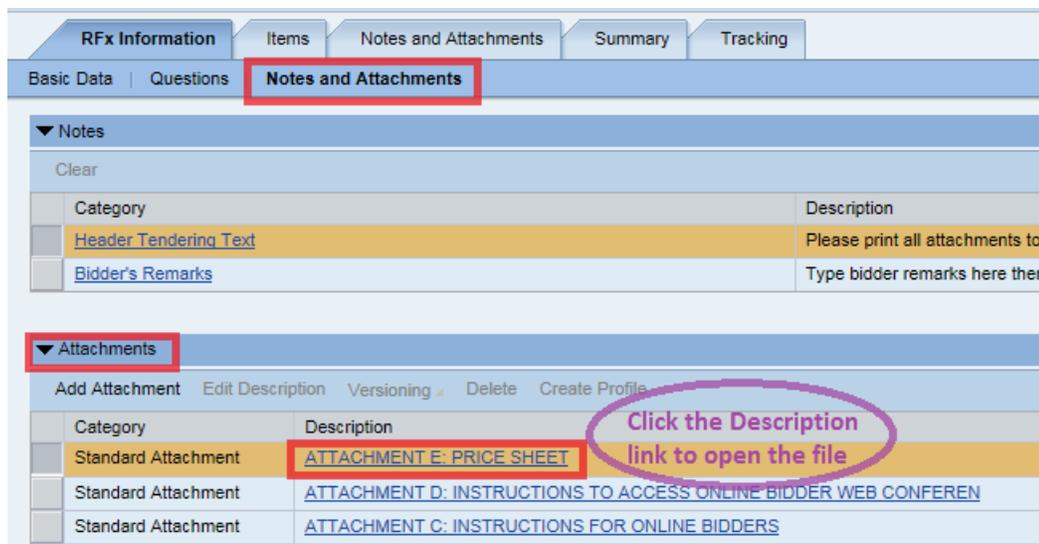 RFx Information Items Notes and Attachments Summary Tracking
Basic Data | Questions Notes and Attachments
Notes
Clear
Category Description
Header Tendering Text Please print all attachments to
Bidder's Remarks Type bidder remarks here
Attachments
Add Attachment Edit Description Versioning Delete Create Profile
Category Description
Click the Description
link to open the file
Standard Attachment ATTACHMENT E: PRICE SHEET
Standard Attachment ATTACHMENT D: INSTRUCTIONS TO ACCESS ONLINE BIDDER WEB CONFEREN
Standard Attachment ATTACHMENT C: INSTRUCTIONS FOR ONLINE BIDDERS